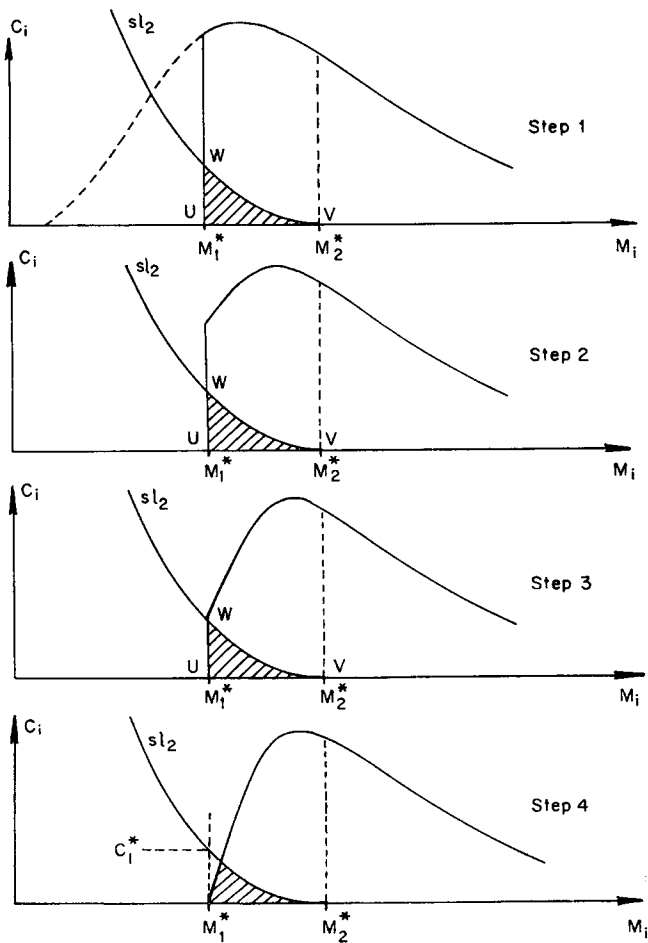 Cᵢ sl₂
Step 1
W
U V
M₁* M₂* Mᵢ
Cᵢ sl₂
Step 2
W
U V
M₁* M₂* Mᵢ
Cᵢ sl₂
Step 3
W
U V
M₁* M₂* Mᵢ
Cᵢ sl₂
Step 4
C₁*
M₁* M₂* Mᵢ